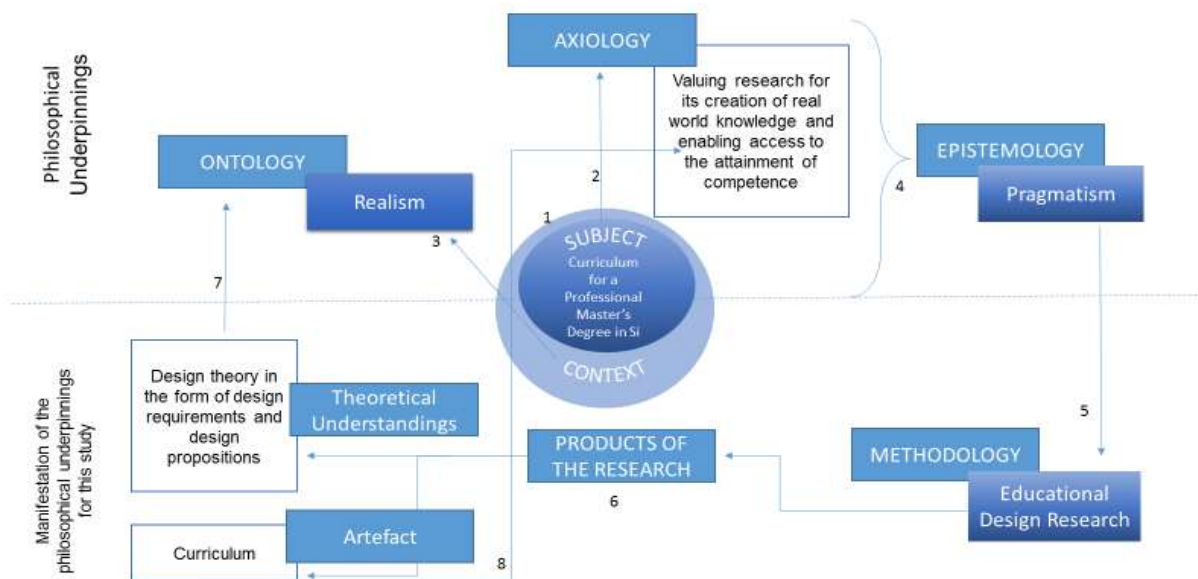 Philosophical
Underpinnings
AXIOLOGY
Valuing research for
its creation of real
world knowledge and
enabling access to
the attainment of
competence
ONTOLOGY
Realism
EPISTEMOLOGY
Pragmatism
1
2
3
4
SUBJECT
Curriculum
for a
Professional
Master's
Degree in SI
CONTEXT
7
Manifestation of the
philosophical underpinnings
for this study
Design theory in
the form of design
requirements and
design
propositions
Theoretical
Understandings
PRODUCTS OF
THE RESEARCH
6
5
METHODOLOGY
Educational
Design Research
Curriculum
Artefact
8